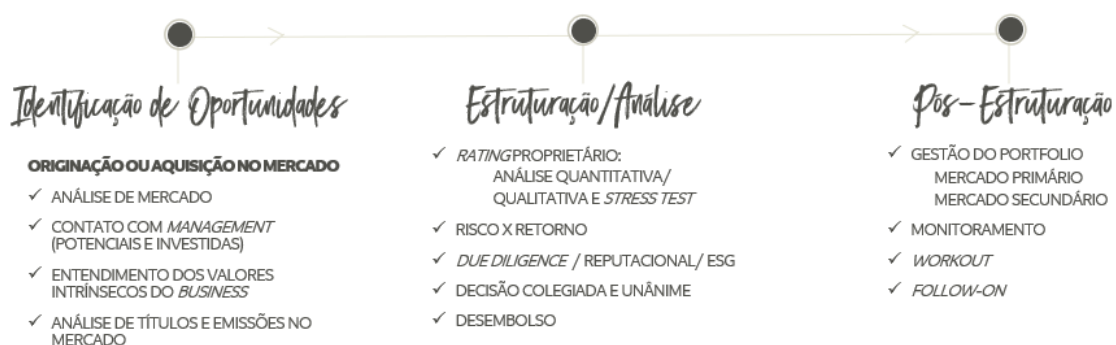 Identificação de Oportunidades
ORIGINAÇÃO OU AQUISIÇÃO NO MERCADO
✓ ANÁLISE DE MERCADO
✓ CONTATO COM MANAGEMENT
(POTENCIAIS E INVESTIDAS)
✓ ENTENDIMENTO DOS VALORES
INTRÍNSECOS DO BUSINESS
✓ ANÁLISE DE TÍTULOS E EMISSÕES NO
MERCADO
Estruturação/Análise
✓ RATING PROPRIETÁRIO:
ANÁLISE QUANTITATIVA/
QUALITATIVA E STRESS TEST
✓ RISCO X RETORNO
✓ DUE DILIGENCE / REPUTACIONAL/ ESG
✓ DECISÃO COLEGIADA E UNÂNIME
✓ DESEMBOLSO
Pós-Estruturação
✓ GESTÃO DO PORTFOLIO
MERCADO PRIMÁRIO
MERCADO SECUNDÁRIO
✓ MONITORAMENTO
✓ WORKOUT
✓ FOLLOW-ON